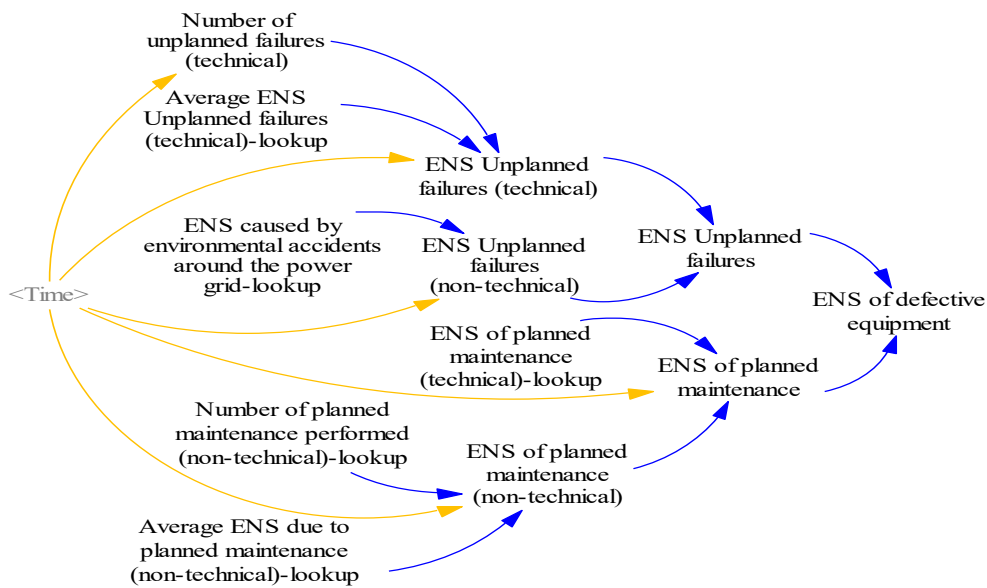 Number of
unplanned failures
(technical)
Average ENS
Unplanned failures
(technical)-lookup
ENS Unplanned
failures (technical)
ENS caused by
environmental accidents
around the power
grid-lookup
ENS Unplanned
failures
(non-technical)
ENS Unplanned
failures
<Time>
ENS of defective
equipment
ENS of planned
maintenance
(technical)-lookup
ENS of planned
maintenance
Number of planned
maintenance performed
(non-technical)-lookup
ENS of planned
maintenance
(non-technical)
Average ENS due to
planned maintenance
(non-technical)-lookup